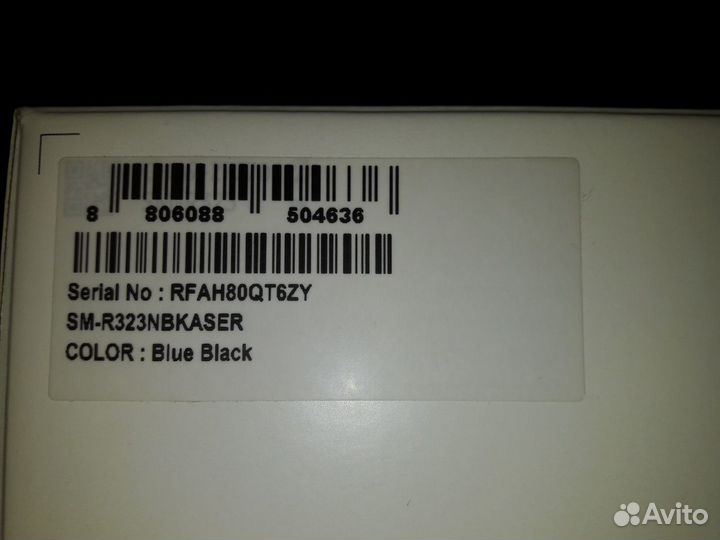 8 806088 504636
Serial No : RFAH80QT6ZY
SM-R323NBKASER
COLOR : Blue Black
Avito